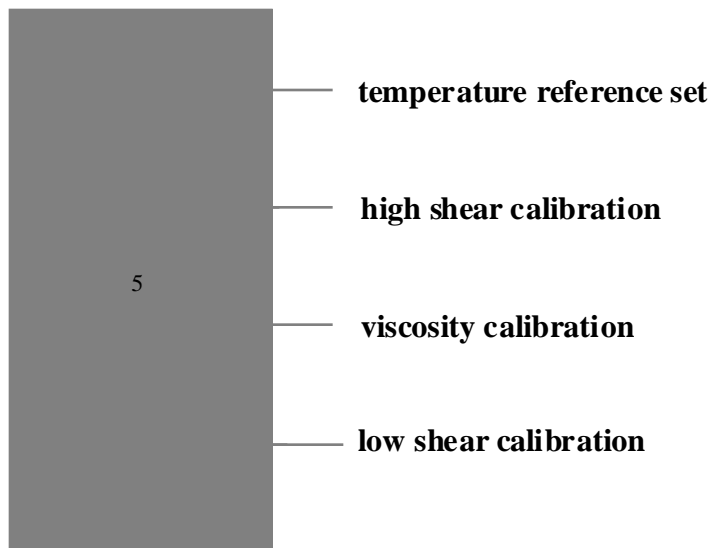 temperature reference set
high shear calibration
5
viscosity calibration
low shear calibration